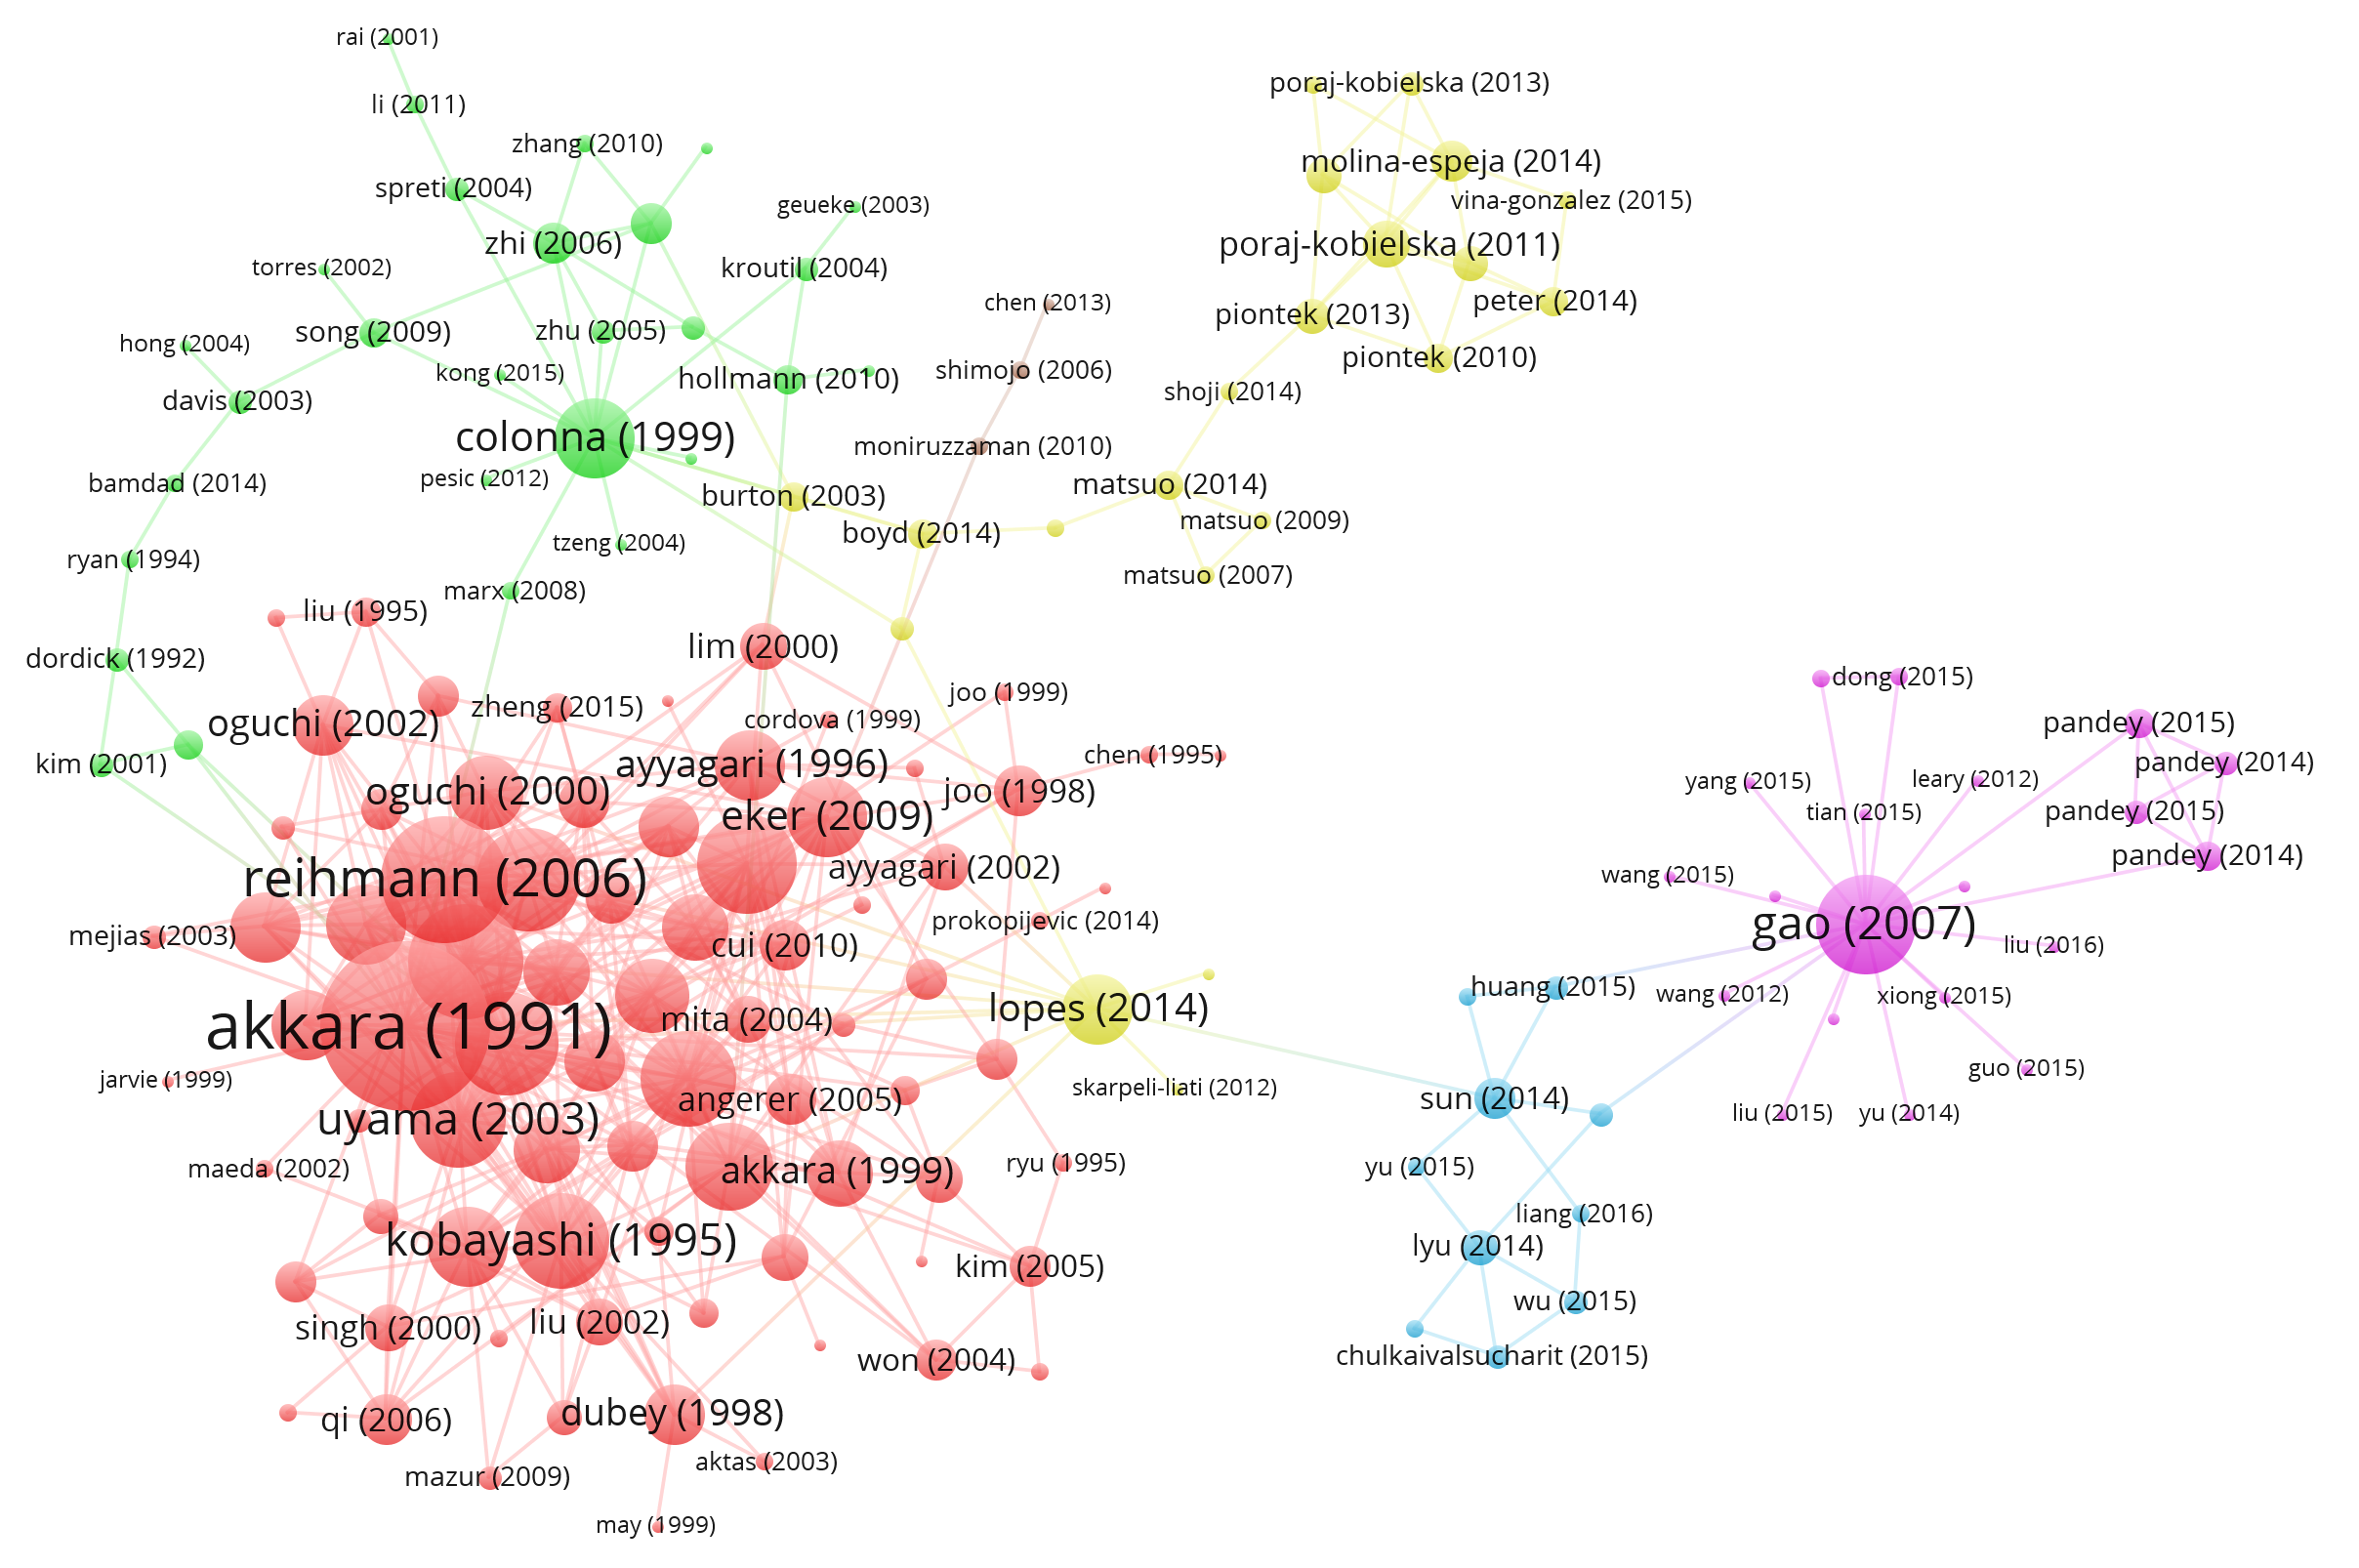 rai (2001)
li (2011)
zhang (2010)
spreti (2004)
geueke (2003)
zhi (2006)
kroutil (2004)
torres (2002)
song (2009)
zhu (2005)
hong (2004)
kong (2015)
hollmann (2010)
davis (2003)
colonna (1999)
pesic (2012)
bamdad (2014)
burton (2003)
boyd (2014)
tzeng (2004)
ryan (1994)
marx (2008)
dordick (1992)
kim (2001)
poraj-kobielska (2013)
molina-espeja (2014)
vina-gonzalez (2015)
poraj-kobielska (2011)
peter (2014)
piontek (2013)
piontek (2010)
shoji (2014)
chen (2013)
shimojo (2006)
moniruzzaman (2010)
matsuo (2014)
matsuo (2009)
matsuo (2007)
liu (1995)
lim (2000)
oguchi (2002)
zheng (2015)
cordova (1999)
joo (1999)
ayyagari (1996)
chen (1995)
oguchi (2000)
joo (1998)
eker (2009)
reihmann (2006)
ayyagari (2002)
prokopijevic (2014)
mejias (2003)
cui (2010)
akkara (1991)
mita (2004)
lopes (2014)
jarvie (1999)
angerer (2005)
skarpeli-liati (2012)
uyama (2003)
maeda (2002)
akkara (1999)
ryu (1995)
kobayashi (1995)
kim (2005)
singh (2000)
liu (2002)
won (2004)
qi (2006)
dubey (1998)
mazur (2009)
aktas (2003)
may (1999)
dong (2015)
pandey (2015)
pandey (2014)
yang (2015)
leary (2012)
tian (2015)
pandey (2015)
pandey (2014)
wang (2015)
gao (2007)
liu (2016)
wang (2012)
xiong (2015)
guo (2015)
liu (2015)
yu (2014)
huang (2015)
sun (2014)
yu (2015)
liang (2016)
lyu (2014)
wu (2015)
chulkaivalsucharit (2015)